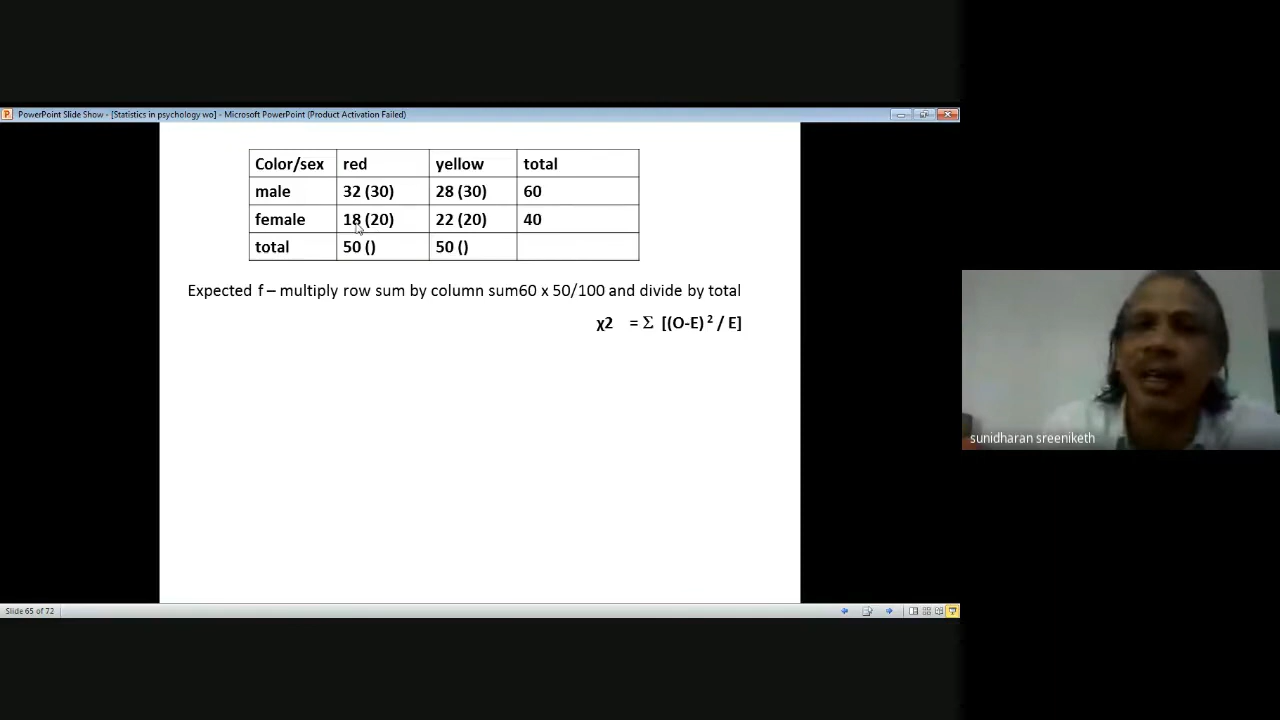 PowerPoint Slide Show - [Statistics in psychology wo] - Microsoft PowerPoint (Product Activation Failed)
Color/sex red yellow total
male 32 (30) 28 (30) 60
female 18 (20) 22 (20) 40
total 50 () 50 ()
Expected f – multiply row sum by column sum60 x 50/100 and divide by total
χ2 = Σ [(O-E) 2 / E]
sunidharan sreeniketh
Slide 65 of 72